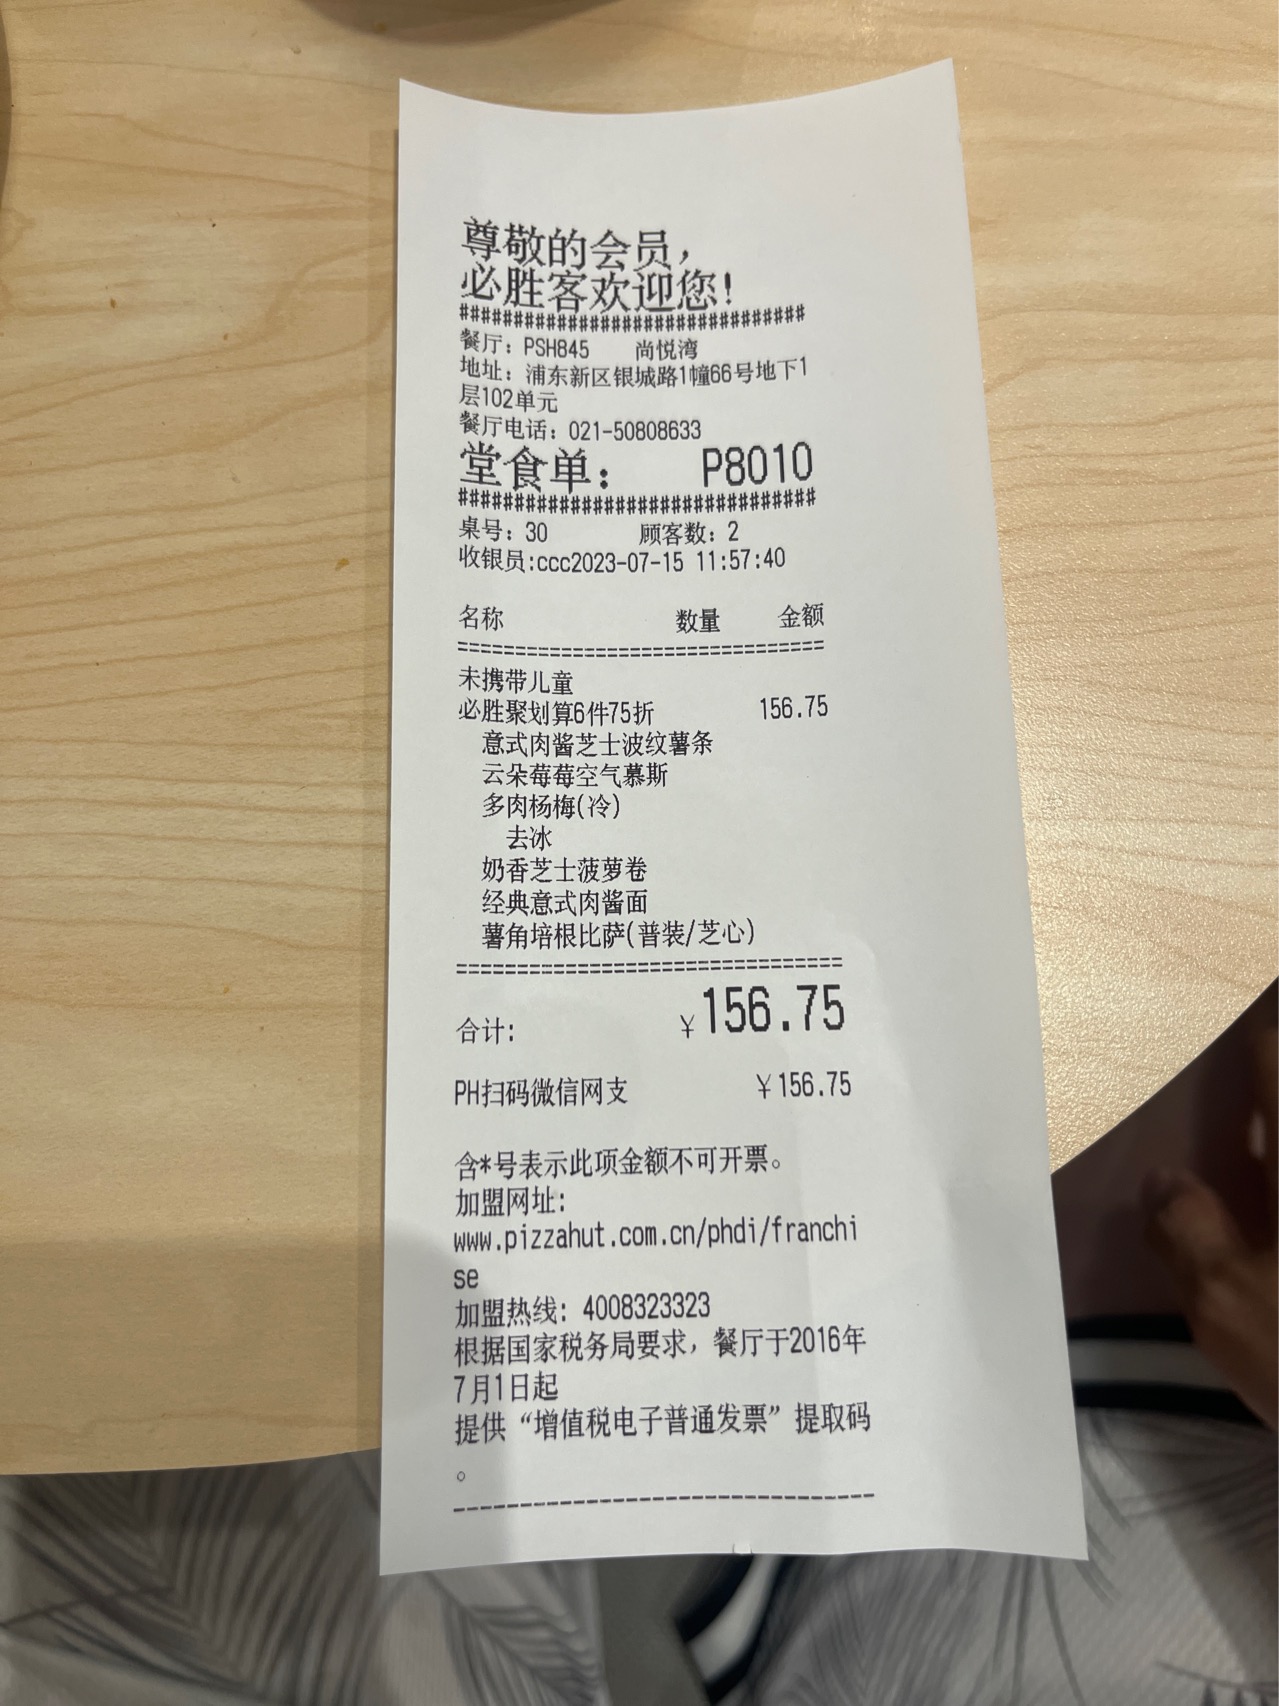 尊敬的会员，
必胜客欢迎您!
################################
餐厅：PSH845 尚悦湾
地址：浦东新区银城路1幢66号地下1
层102单元
餐厅电话：021-50808633
堂食单： P8010
################################
桌号：30 顾客数：2
收银员:ccc2023-07-15 11:57:40
名称 数量 金额
================================
未携带儿童
必胜聚划算6件75折 156.75
意式肉酱芝士波纹薯条
云朵莓莓空气慕斯
多肉杨梅(冷)
去冰
奶香芝士菠萝卷
经典意式肉酱面
薯角培根比萨(普装/芝心)
================================
合计: ￥156.75
PH扫码微信网支 ￥156.75
含*号表示此项金额不可开票。
加盟网址:
www.pizzahut.com.cn/phdi/franchi
se
加盟热线: 4008323323
根据国家税务局要求，餐厅于2016年
7月1日起
提供“增值税电子普通发票”提取码
。
--------------------------------